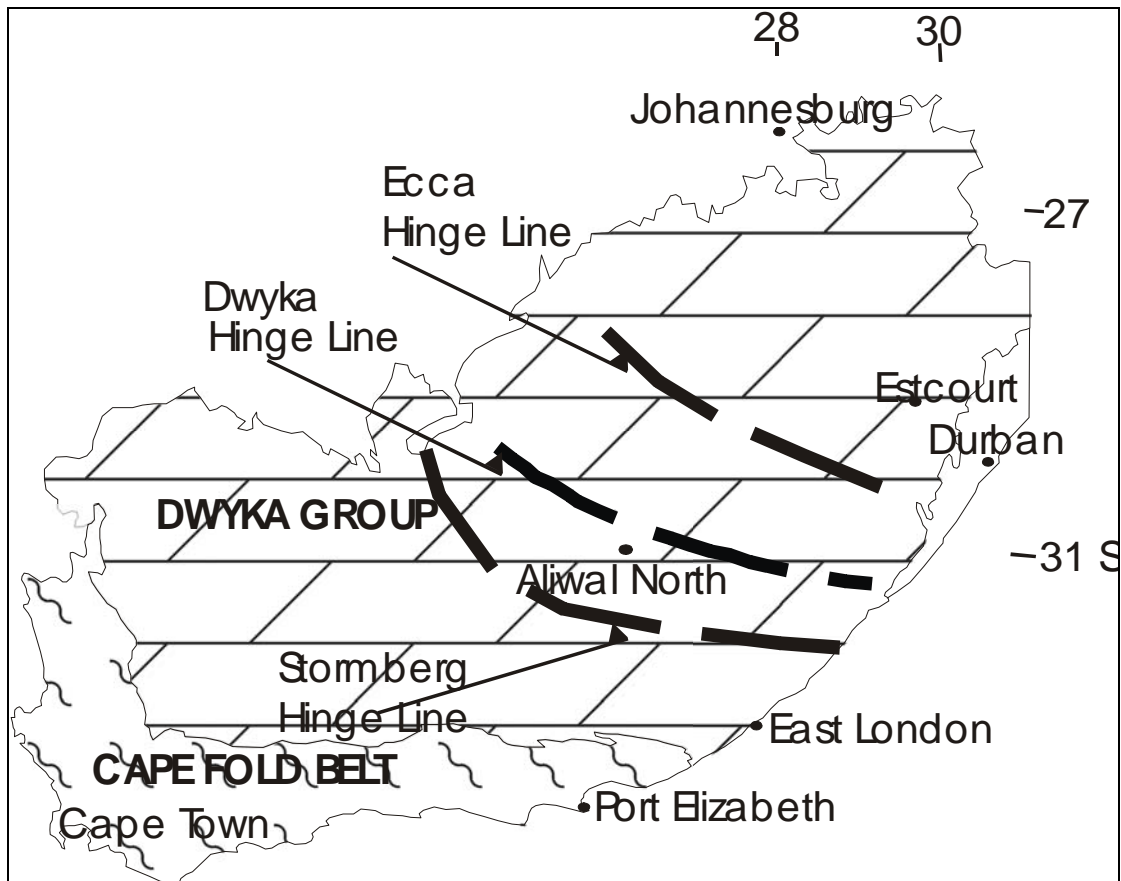 28
30
Johannesburg
Ecca
Hinge Line
27
Dwyka
Hinge Line
Estcourt
Durban
DWYKA GROUP
31 S
Aliwal North
Stormberg
Hinge Line
East London
CAPE FOLD BELT
Port Elizabeth
Cape Town